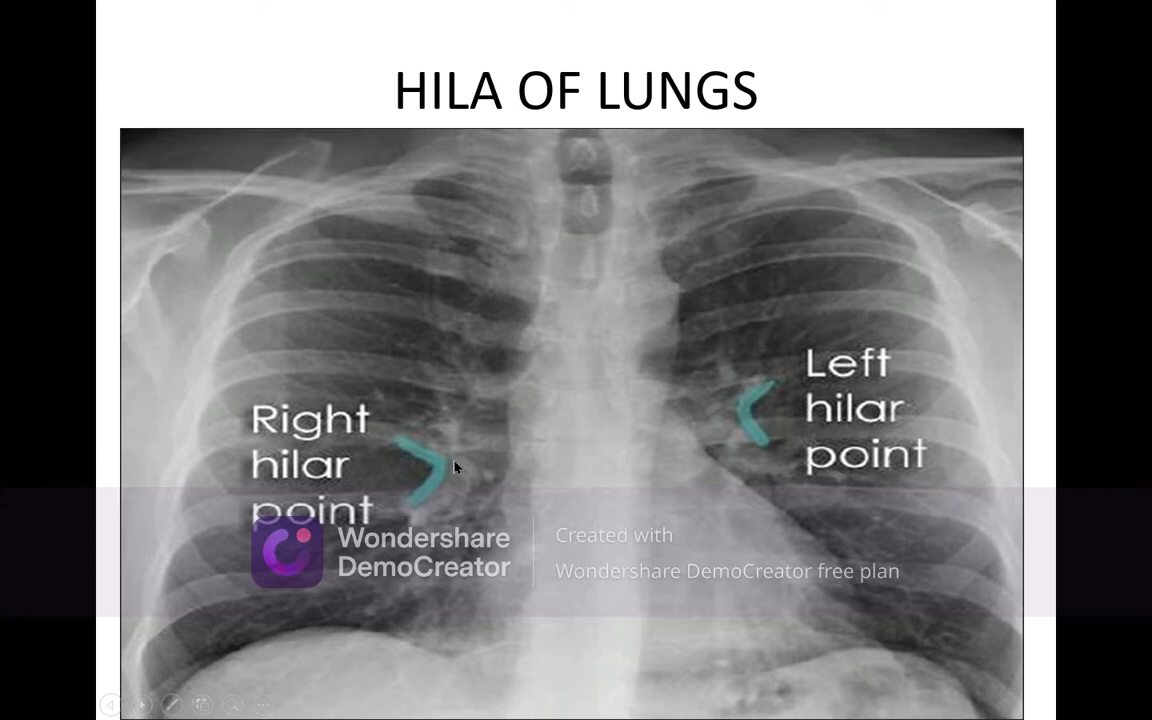 HILA OF LUNGS
Left
hilar
point
Right
hilar
point
Wondershare
DemoCreator
Created with
Wondershare DemoCreator free plan